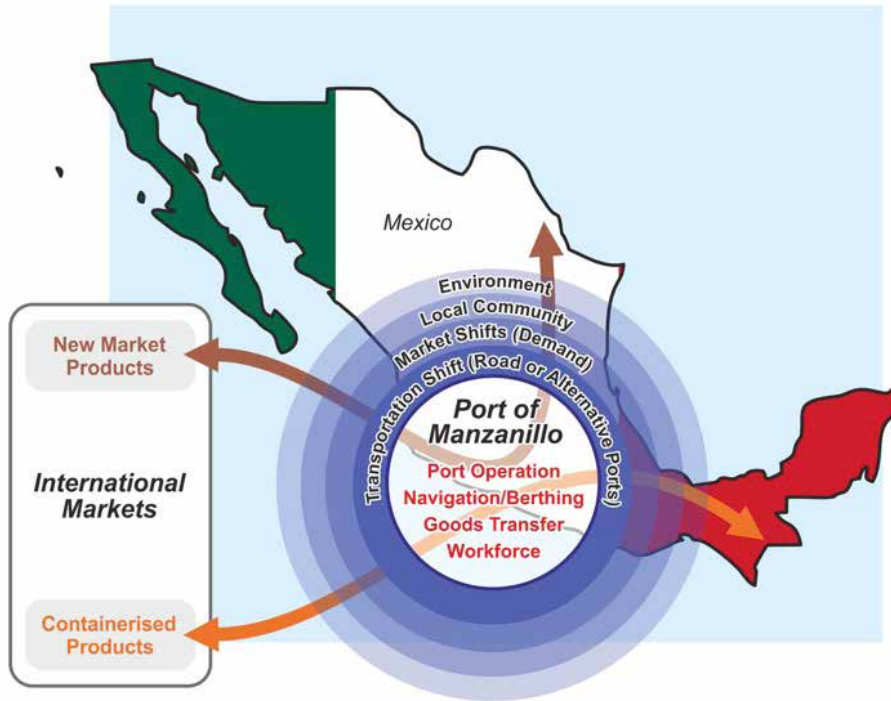 Mexico
Environment
Local Community
Market Shifts (Demand)
Transportation Shift (Road or Alternative Ports)
Port of
Manzanillo
Port Operation
Navigation/Berthing
Goods Transfer
Workforce
New Market
Products
International
Markets
Containerised
Products